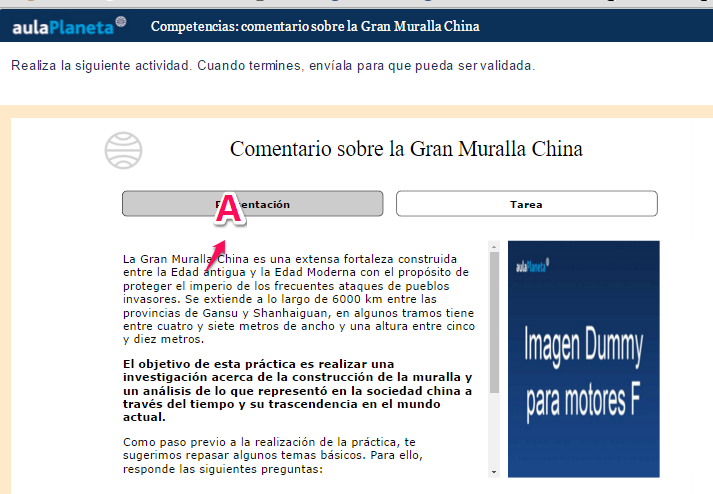 aulaPlaneta Competencias: comentario sobre la Gran Muralla China
Realiza la siguiente actividad. Cuando termines, envíala para que pueda ser validada.
Comentario sobre la Gran Muralla China
A
Tarea
La Gran Muralla China es una extensa fortaleza construida
entre la Edad antigua y la Edad Moderna con el propósito de
proteger el imperio de los frecuentes ataques de pueblos
invasores. Se extiende a lo largo de 6000 km entre las
provincias de Gansu y Shanhaiguan, en algunos tramos tiene
entre cuatro y siete metros de ancho y una altura entre cinco
y diez metros.
El objetivo de esta práctica es realizar una
investigación acerca de la construcción de la muralla y
un análisis de lo que representó en la sociedad china a
través del tiempo y su trascendencia en el mundo
actual.
Como paso previo a la realización de la práctica, te
sugerimos repasar algunos temas básicos. Para ello,
responde las siguientes preguntas:
aulaPlaneta
Imagen Dummy
para motores F